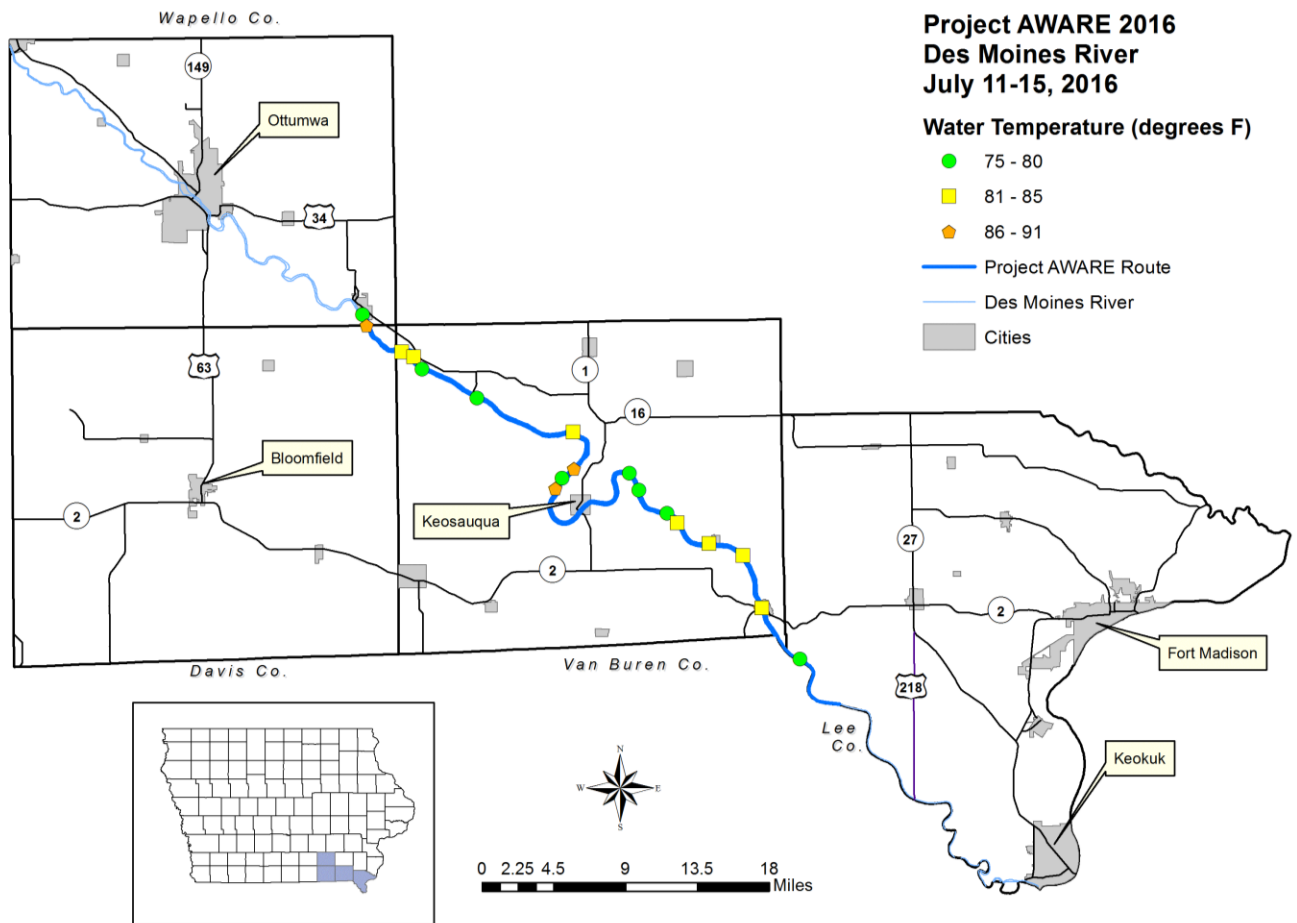 Wapello Co.
Project AWARE 2016
Des Moines River
July 11-15, 2016
Water Temperature (degrees F)
75 - 80
81 - 85
86 - 91
Project AWARE Route
Des Moines River
Cities
149
Ottumwa
34
63
1
16
Bloomfield
2
Keosauqua
2
27
2
Fort Madison
Davis Co.
Van Buren Co.
218
Lee
Co.
Keokuk
N
W
E
S
0 2.25 4.5 9 13.5 18
Miles